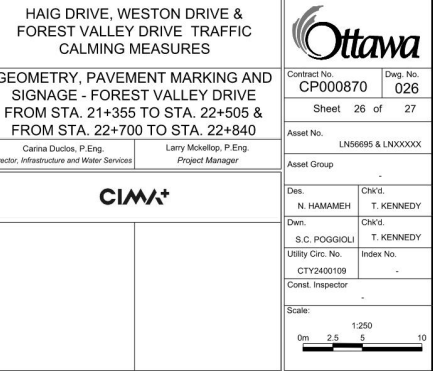 HAIG DRIVE, WESTON DRIVE &
FOREST VALLEY DRIVE TRAFFIC
CALMING MEASURES
GEOMETRY, PAVEMENT MARKING AND
SIGNAGE - FOREST VALLEY DRIVE
FROM STA. 21+355 TO STA. 22+505 &
FROM STA. 22+700 TO STA. 22+840
Carina Duclos, P.Eng.
Infrastructure and Water Services
Larry Mckellop, P.Eng.
Project Manager
CIMA+
Ottawa
Contract No.
CP000870
Dwg. No.
026
Sheet 26 of 27
Asset No.
LN56695 & LNXXXXX
Asset Group
-
Des.
N. HAMAMEH
Chk'd.
T. KENNEDY
Dwn.
S.C. POGGIOLI
Chk'd.
T. KENNEDY
Utility Circ. No.
CTY2400109
Index No.
-
Const. Inspector
-
Scale:
1:250
0m 2.5 5 10